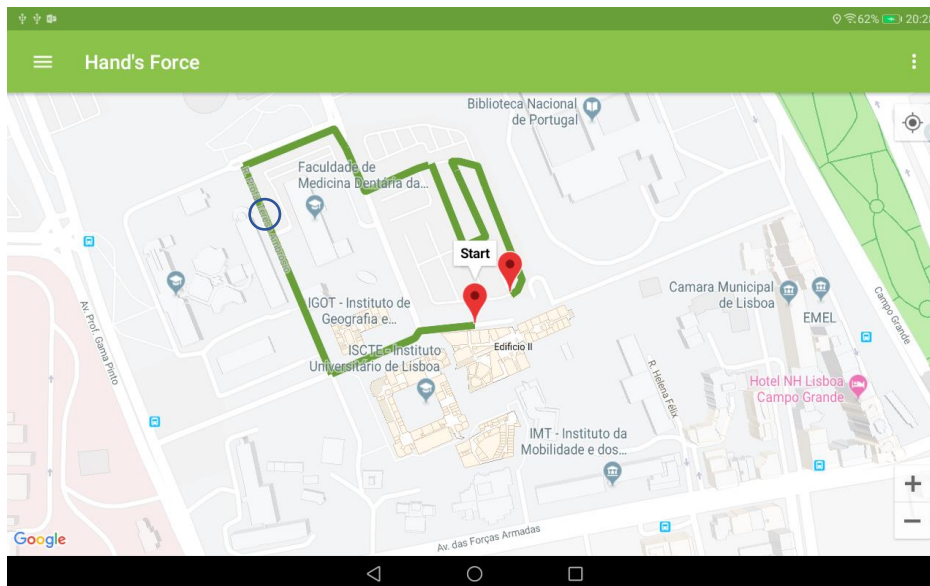 62%
20:2
Hand's Force
Biblioteca Nacional
de Portugal
Faculdade de
Medicina Dentária da...
Start
Camara Municipal
de Lisboa
EMEL
Campo Grande
IGOT - Instituto de
Geografia e...
Av. Prof. Gama Pinto
ISCTE - Instituto
Universitário de Lisboa
Edificio II
R. Helena Félix
Hotel NH Lisboa
Campo Grande
IMT - Instituto da
Mobilidade e dos...
Av. das Forças Armadas
Google